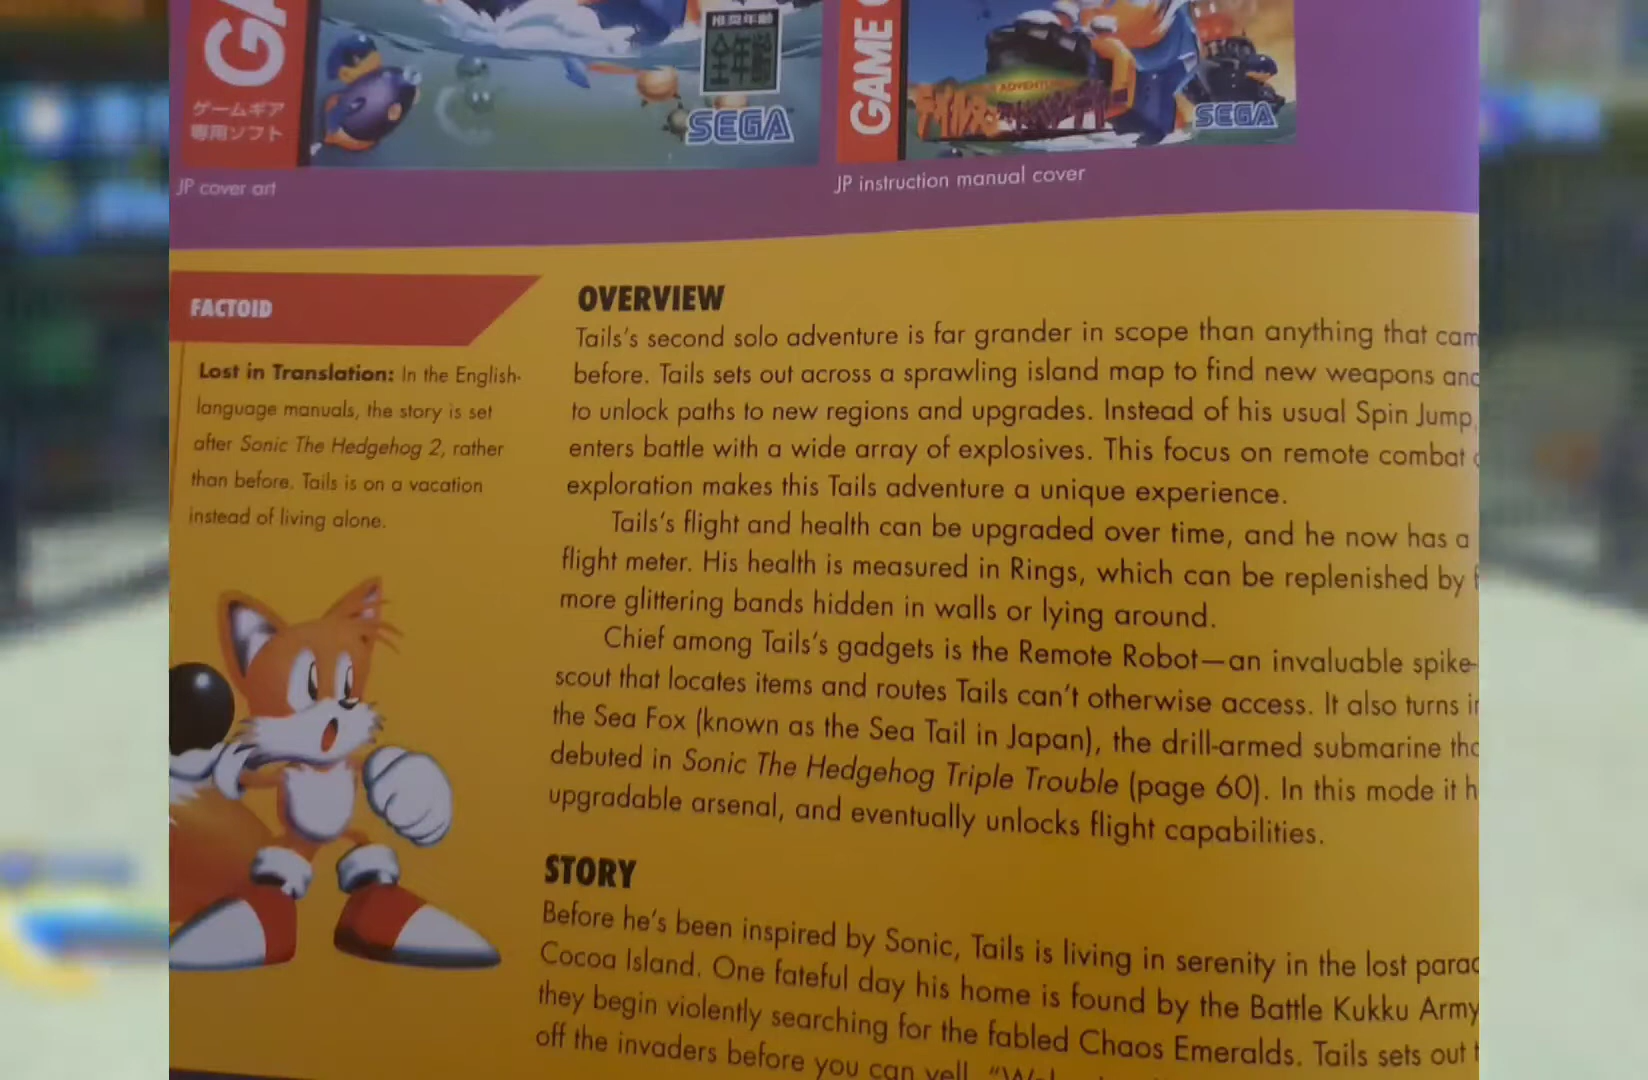 GA
ゲームギア
専用ソフト
推奨年齢
全年齢
SEGA
JP cover art
GAME
ADVENTU
SEGA
JP instruction manual cover
FACTOID
Lost in Translation: In the English-
language manuals, the story is set
after Sonic The Hedgehog 2, rather
than before. Tails is on a vacation
instead of living alone.
OVERVIEW
Tails's second solo adventure is far grander in scope than anything that cam
before. Tails sets out across a sprawling island map to find new weapons and
to unlock paths to new regions and upgrades. Instead of his usual Spin Jump,
enters battle with a wide array of explosives. This focus on remote combat
exploration makes this Tails adventure a unique experience.
Tails's flight and health can be upgraded over time, and he now has a
flight meter. His health is measured in Rings, which can be replenished by
more glittering bands hidden in walls or lying around.
Chief among Tails's gadgets is the Remote Robot—an invaluable spike-
scout that locates items and routes Tails can't otherwise access. It also turns in
the Sea Fox (known as the Sea Tail in Japan), the drill-armed submarine tha
debuted in Sonic The Hedgehog Triple Trouble (page 60). In this mode it h
upgradable arsenal, and eventually unlocks flight capabilities.
STORY
Before he's been inspired by Sonic, Tails is living in serenity in the lost parad
Cocoa Island. One fateful day his home is found by the Battle Kukku Army
they begin violently searching for the fabled Chaos Emeralds. Tails sets out t
off the invaders before you can yell,